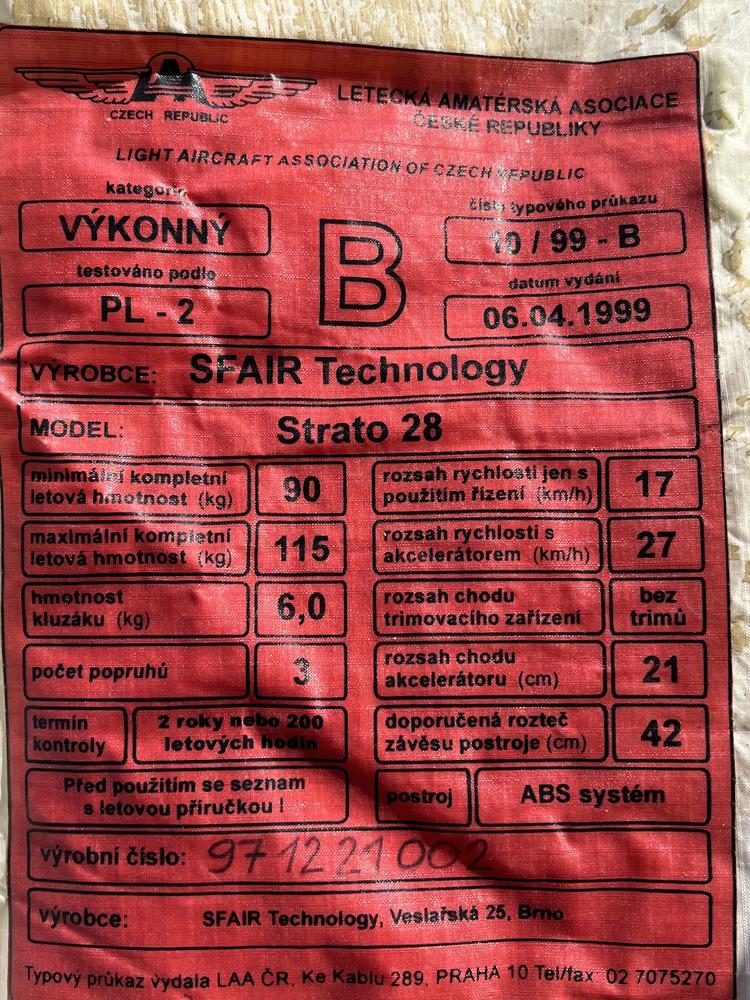 CZECH REPUBLIC
LETECKÁ AMATÉRSKÁ ASOCIACE
ČESKÉ REPUBLIKY
LIGHT AIRCRAFT ASSOCIATION OF CZECH REPUBLIC
kategorie
VÝKONNÝ
testováno podle
PL - 2
B
číslo typového průkazu
10 / 99 - B
datum vydání
06.04.1999
VÝROBCE: SFAIR Technology
MODEL: Strato 28
minimální kompletní
letová hmotnost (kg)
90
rozsah rychlosti jen s
použitím řízení (km/h)
17
maximální kompletní
letová hmotnost (kg)
115
rozsah rychlosti s
akcelerátorem (km/h)
27
hmotnost
kluzáku (kg)
6,0
rozsah chodu
trimovacího zařízení
bez
trimů
počet popruhů
3
rozsah chodu
akcelerátoru (cm)
21
termín
kontroly
2 roky nebo 200
letových hodin
doporučená rozteč
závěsu postroje (cm)
42
Před použitím se seznam
s letovou příručkou !
postroj
ABS systém
výrobní číslo: 971221002
výrobce: SFAIR Technology, Veslařská 25, Brno
Typový průkaz vydala LAA ČR, Ke Kablu 289, PRAHA 10 Tel/fax 02 7075270